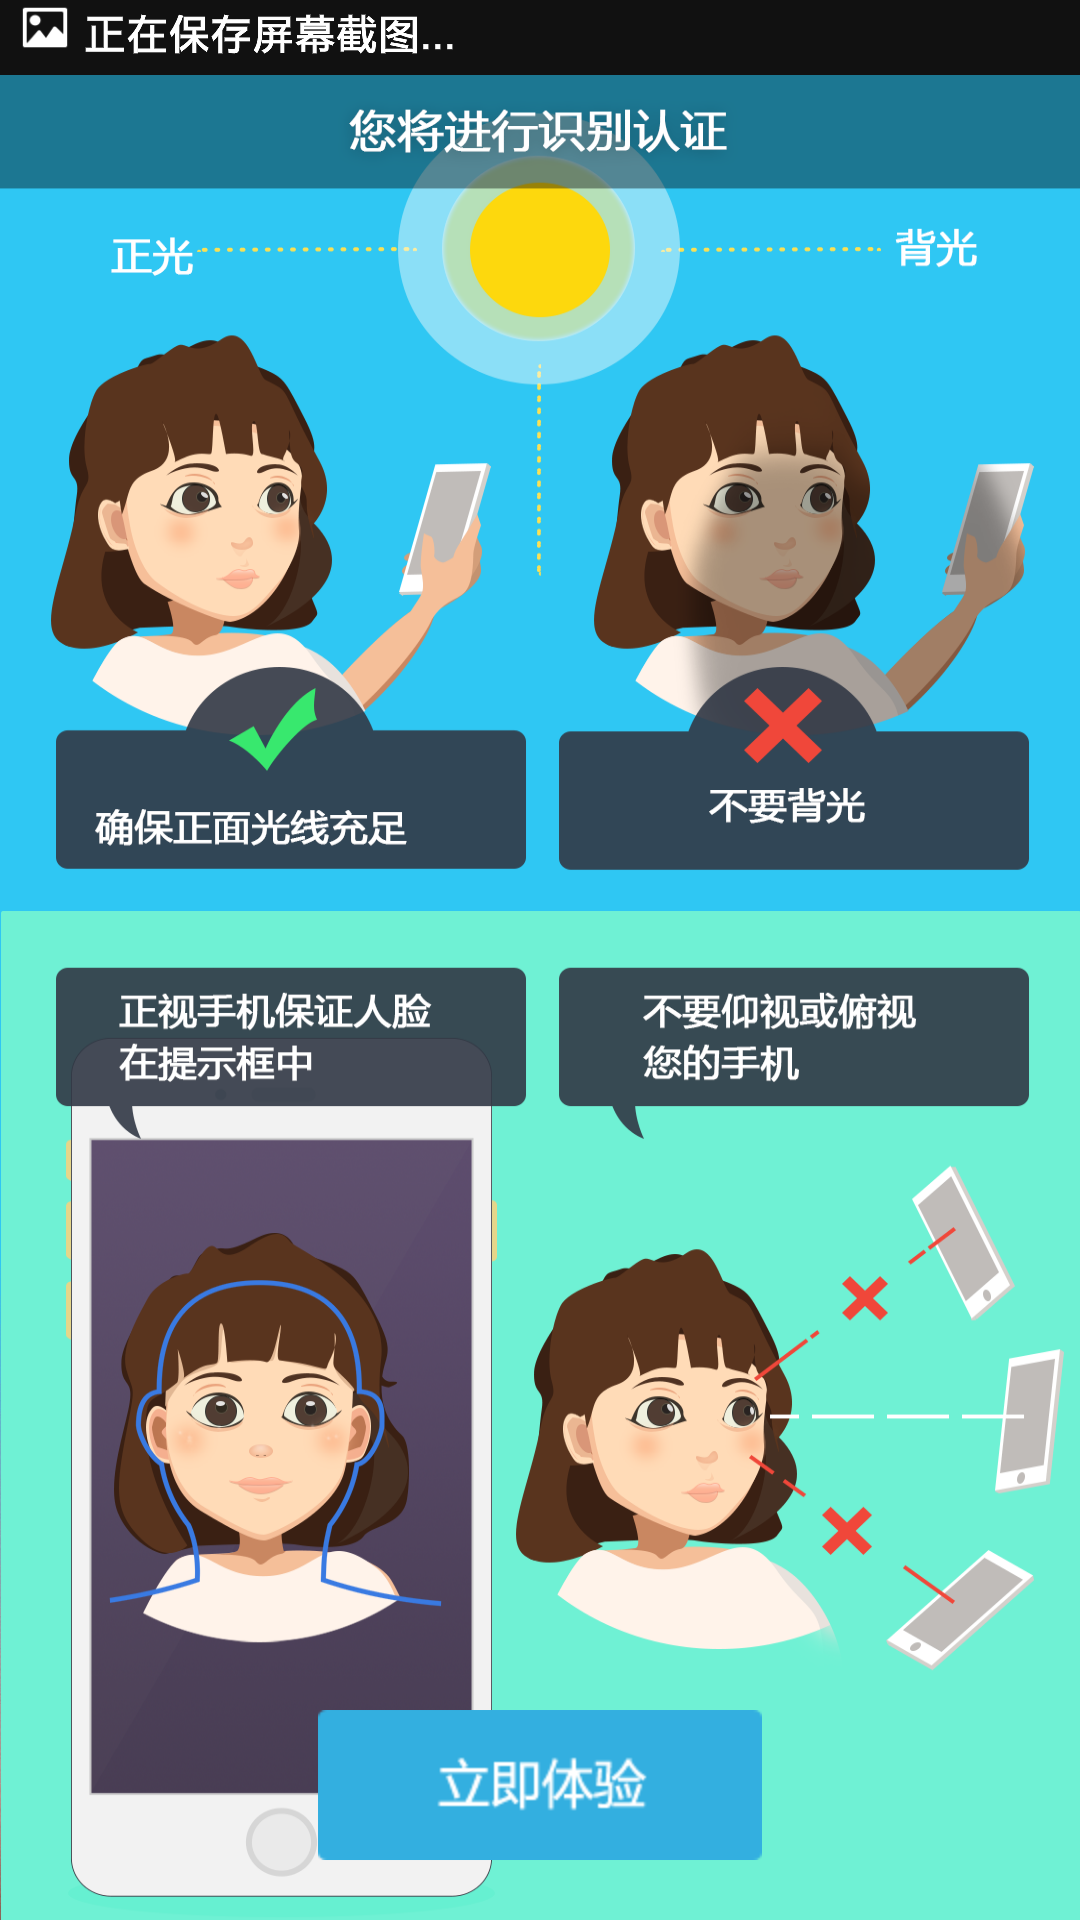 正在保存屏幕截图...
您将进行识别认证
正光
背光
确保正面光线充足
不要背光
正视手机保证人脸
在提示框中
不要仰视或俯视
您的手机
立即体验